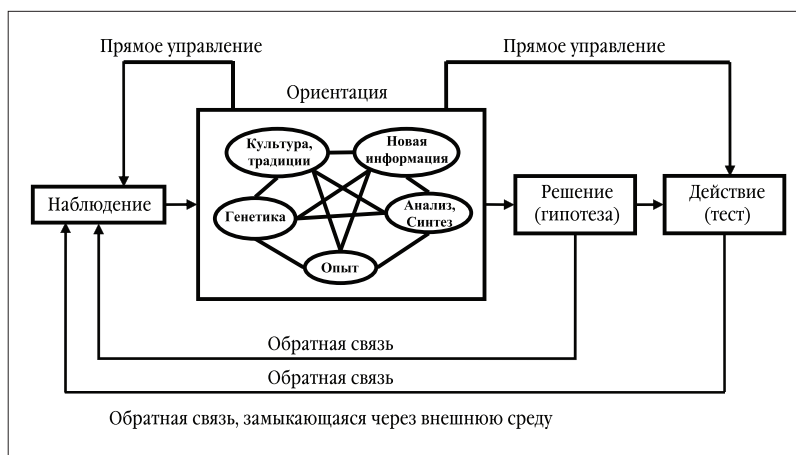 Прямое управление
Прямое управление
Ориентация
Культура,
традиции
Новая
информация
Наблюдение
Генетика
Анализ,
Синтез
Опыт
Решение
(гипотеза)
Действие
(тест)
Обратная связь
Обратная связь
Обратная связь, замыкающаяся через внешнюю среду